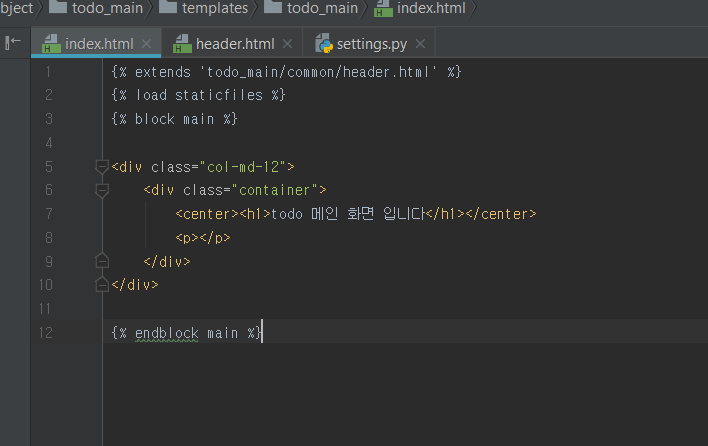 bject todo_main templates todo_main index.html
index.html header.html settings.py
1 {% extends 'todo_main/common/header.html' %}
2 {% load staticfiles %}
3 {% block main %}
4
5 <div class="col-md-12">
6 <div class="container">
7 <center><h1>todo 메인 화면 입니다</h1></center>
8 <p></p>
9 </div>
10 </div>
11
12 {% endblock main %}